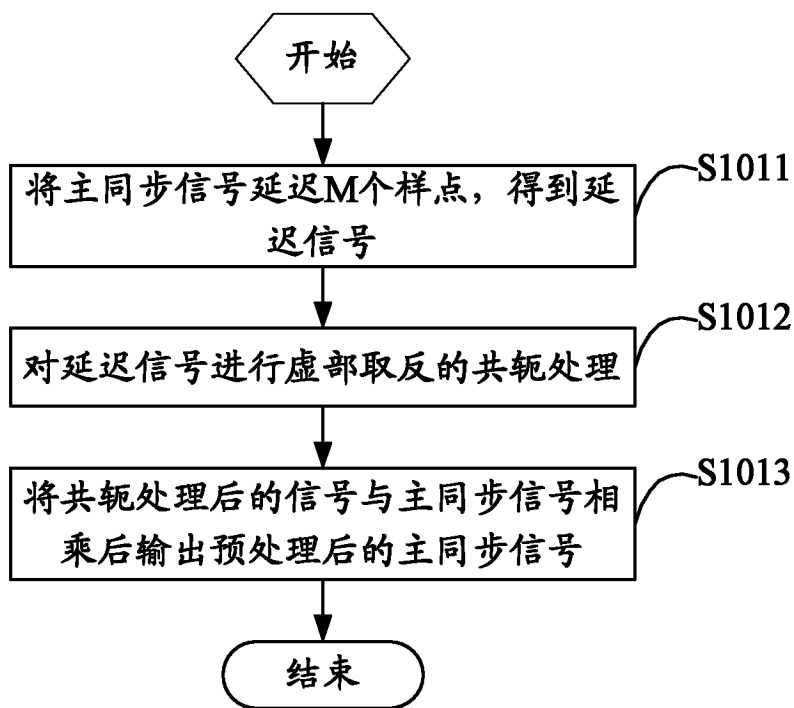 开始
将主同步信号延迟M个样点，得到延
迟信号
S1011
对延迟信号进行虚部取反的共轭处理
S1012
将共轭处理后的信号与主同步信号相
乘后输出预处理后的主同步信号
S1013
结束